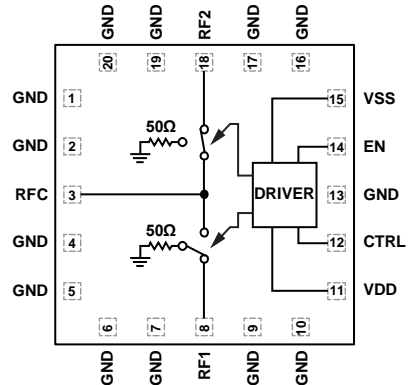 GND
GND
RF2
GND
GND
20
19
18
17
16
GND 1
15 VSS
50Ω
GND 2
14 EN
RFC 3
DRIVER
13 GND
50Ω
GND 4
12 CTRL
GND 5
11 VDD
6
7
8
9
10
GND
GND
RF1
GND
GND